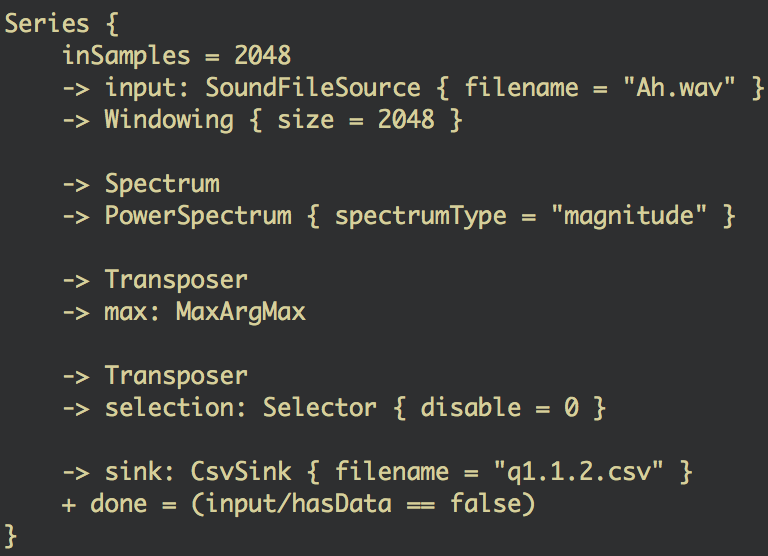 Series {
    inSamples = 2048
    -> input: SoundFileSource { filename = "Ah.wav" }
    -> Windowing { size = 2048 }

    -> Spectrum
    -> PowerSpectrum { spectrumType = "magnitude" }

    -> Transposer
    -> max: MaxArgMax

    -> Transposer
    -> selection: Selector { disable = 0 }

    -> sink: CsvSink { filename = "q1.1.2.csv" }
    + done = (input/hasData == false)
}